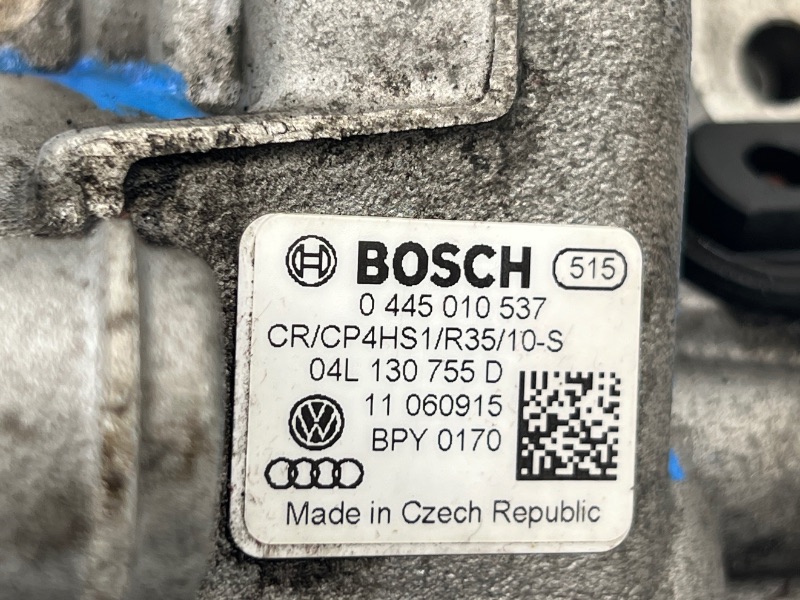 BOSCH 515
0 445 010 537
CR/CP4HS1/R35/10-S
04L 130 755 D
11 060915
BPY 0170
Made in Czech Republic